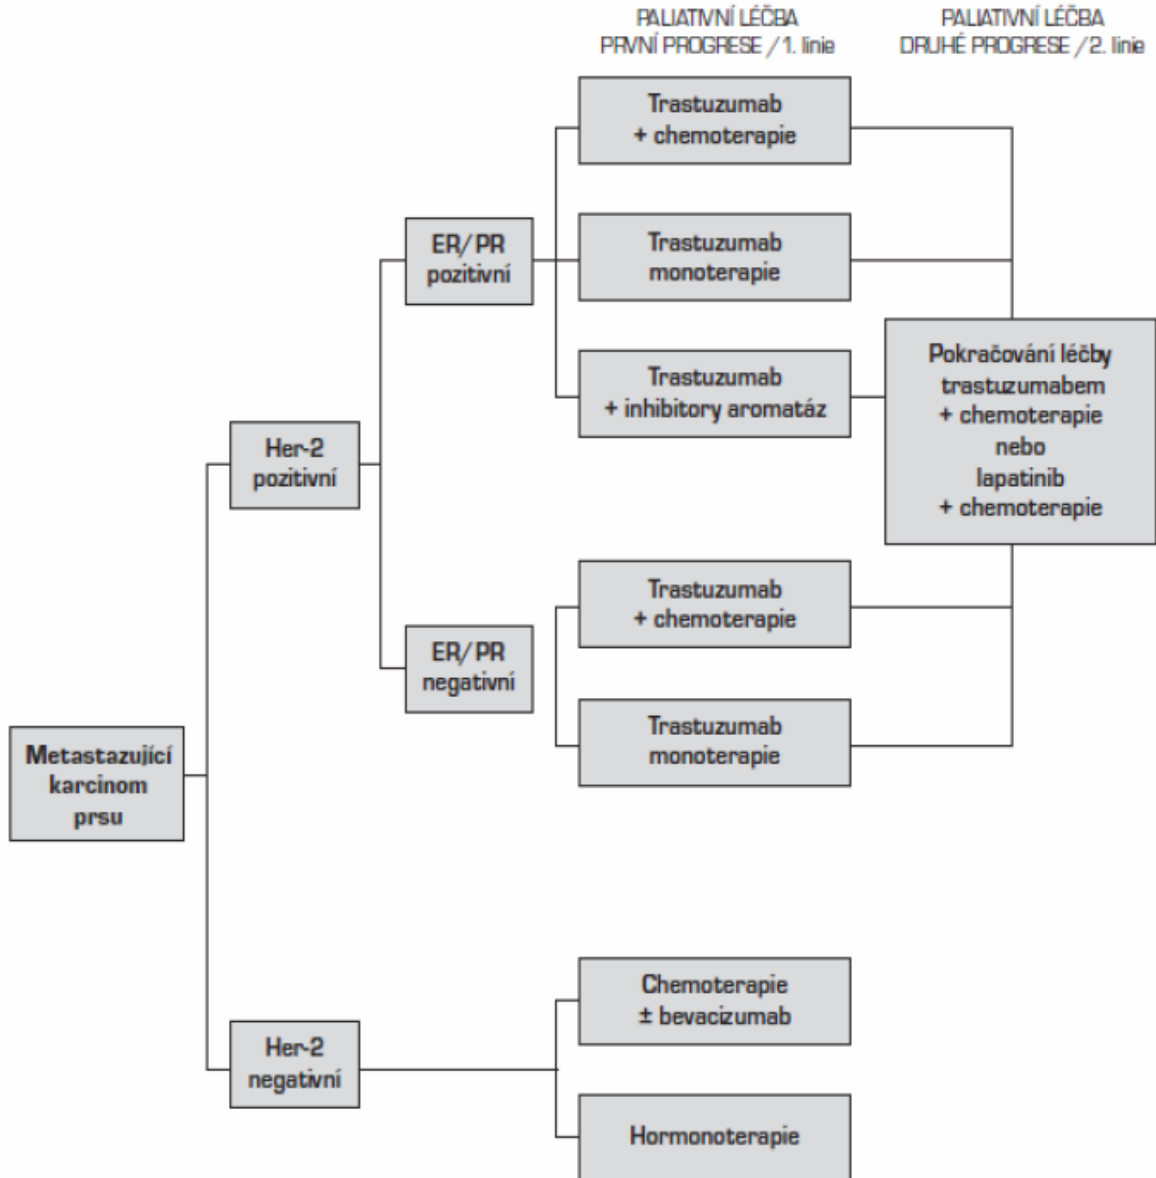 PALIATIVNÍ LÉČBA
PRVNÍ PROGRESE / 1. linie
PALIATIVNÍ LÉČBA
DRUHÉ PROGRESE / 2. linie
Trastuzumab
+ chemoterapie
ER/PR
pozitivní
Trastuzumab
monoterapie
Trastuzumab
+ inhibitory aromatáz
Pokračování léčby
trastuzumabem
+ chemoterapie
nebo
lapatinib
+ chemoterapie
Her-2
pozitivní
Trastuzumab
+ chemoterapie
ER/PR
negativní
Trastuzumab
monoterapie
Metastazující
karcinom
prsu
Chemoterapie
± bevacizumab
Her-2
negativní
Hormonoterapie